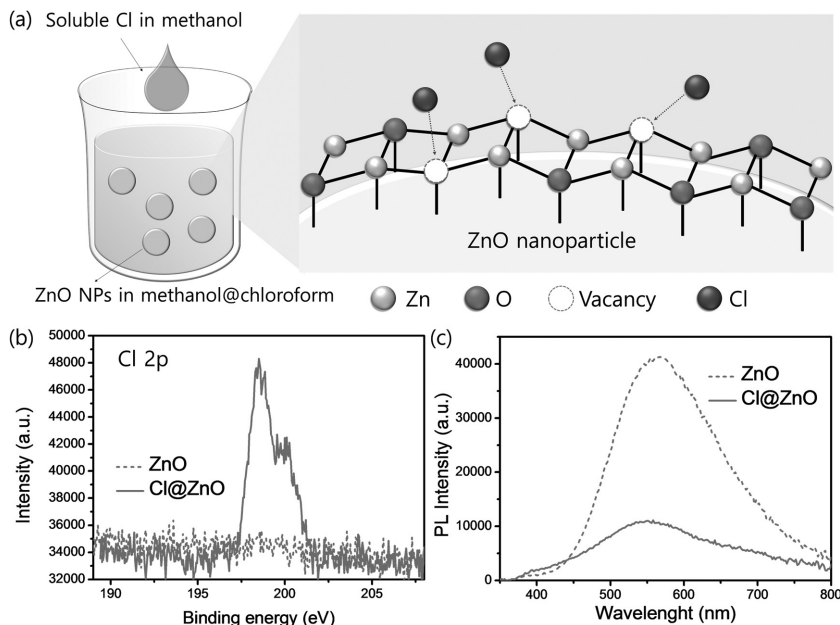 (a)
Soluble Cl in methanol
ZnO NPs in methanol@chloroform
ZnO nanoparticle
Zn
O
Vacancy
Cl
(b)
Cl 2p
ZnO
Cl@ZnO
Intensity (a.u.)
50000
48000
46000
44000
42000
40000
38000
36000
34000
32000
190
195
200
205
Binding energy (eV)
(c)
ZnO
Cl@ZnO
PL Intensity (a.u.)
40000
30000
20000
10000
0
400
500
600
700
800
Wavelenght (nm)